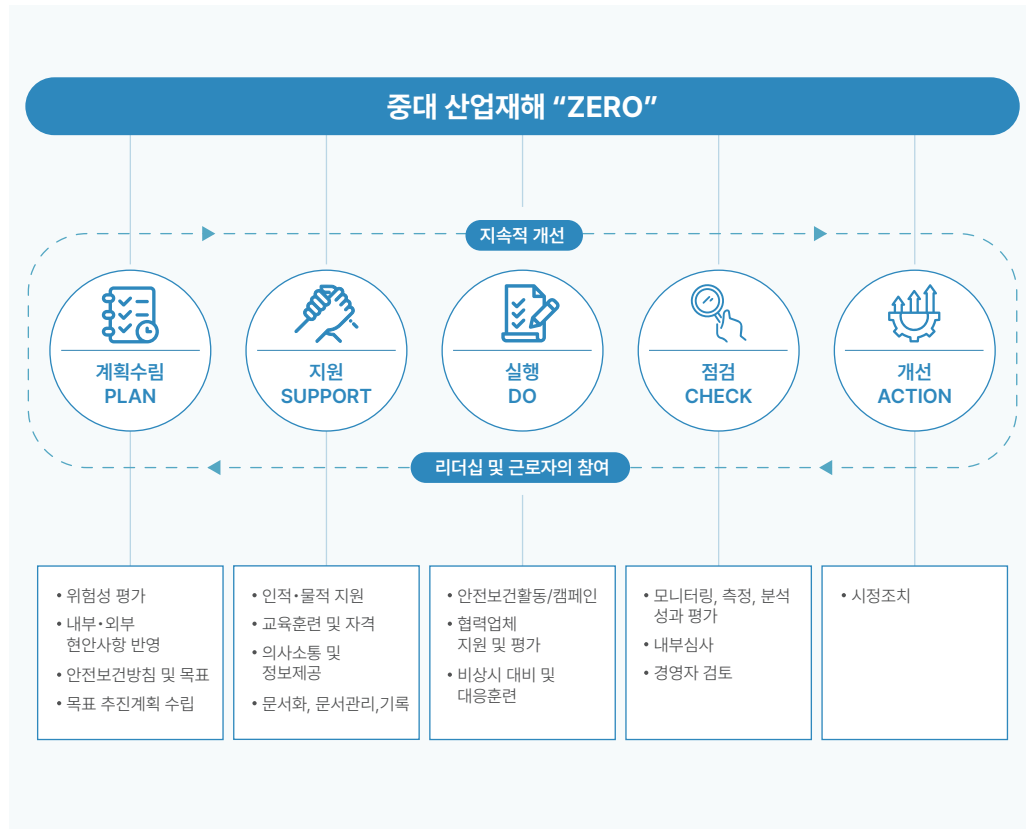 중대 산업재해 “ZERO”
지속적 개선
계획수립
PLAN
지원
SUPPORT
실행
DO
점검
CHECK
개선
ACTION
리더십 및 근로자의 참여
• 위험성 평가
• 내부•외부
현안사항 반영
• 안전보건방침 및 목표
• 목표 추진계획 수립
• 인적•물적 지원
• 교육훈련 및 자격
• 의사소통 및
정보제공
• 문서화, 문서관리,기록
• 안전보건활동/캠페인
• 협력업체
지원 및 평가
• 비상시 대비 및
대응훈련
• 모니터링, 측정, 분석
성과 평가
• 내부심사
• 경영자 검토
• 시정조치